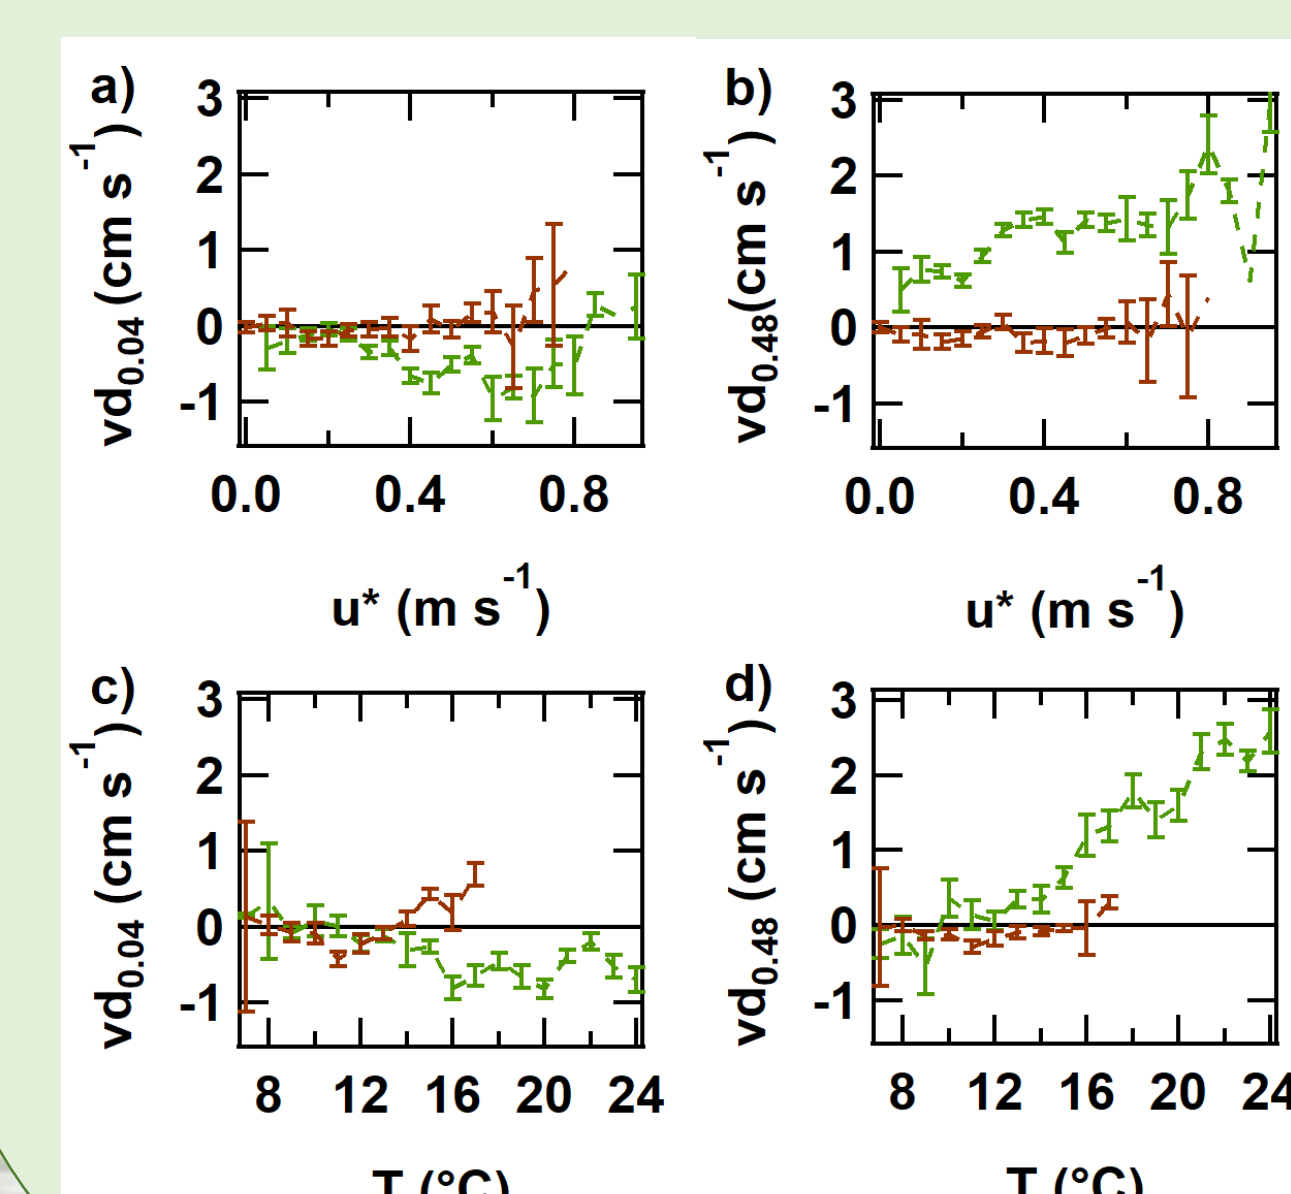 a)
vd0.04 (cm s-1)
3
2
1
0
-1
0.0 0.4 0.8
u* (m s-1)
b)
vd0.48(cm s-1)
3
2
1
0
-1
0.0 0.4 0.8
u* (m s-1)
c)
vd0.04 (cm s-1)
3
2
1
0
-1
8 12 16 20 24
T (°C)
d)
vd0.48 (cm s-1)
3
2
1
0
-1
8 12 16 20 24
T (°C)